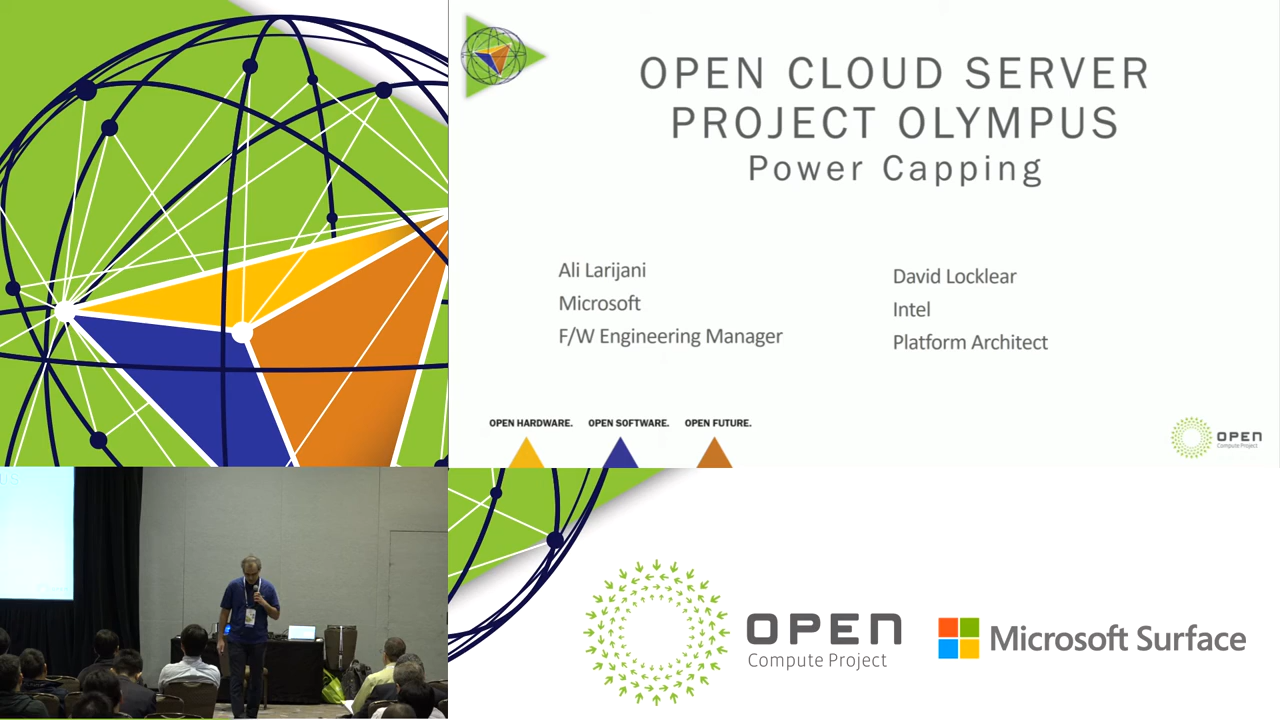 OPEN CLOUD SERVER
PROJECT OLYMPUS
Power Capping
Ali Larijani
Microsoft
F/W Engineering Manager
David Locklear
Intel
Platform Architect
OPEN HARDWARE. OPEN SOFTWARE. OPEN FUTURE.
OPEN
Compute Project
OPEN
Compute Project
Microsoft Surface